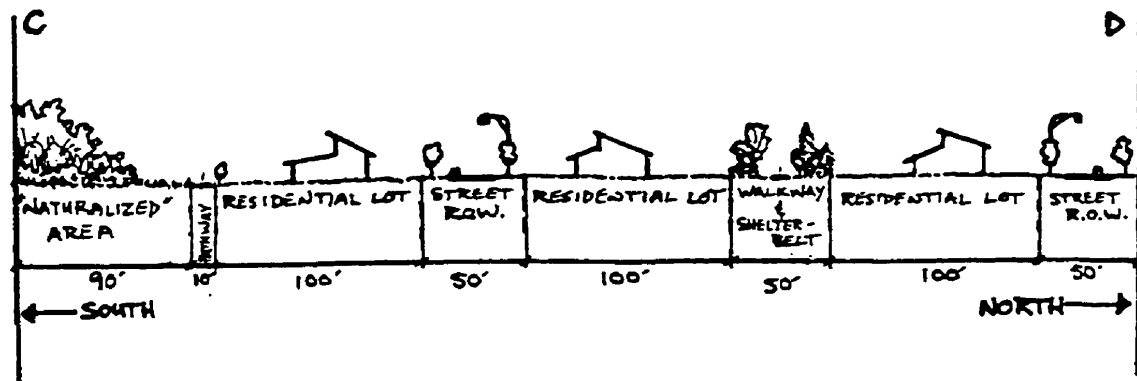 C
D
"NATURALIZED"
AREA
PATHWAY
RESIDENTIAL LOT
STREET
R.O.W.
RESIDENTIAL LOT
WALKWAY
&
SHELTER-
BELT
RESIDENTIAL LOT
STREET
R.O.W.
90' 10' 100' 50' 100' 50' 100' 50'
SOUTH
NORTH